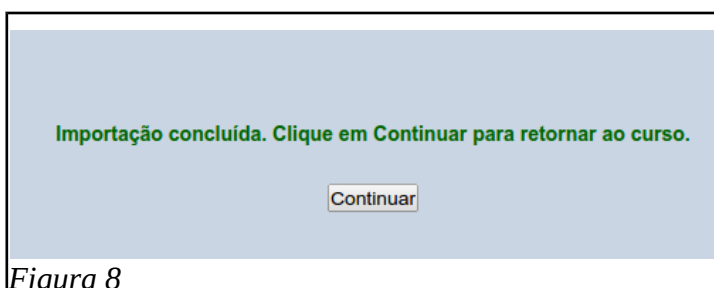 Importação concluída. Clique em Continuar para retornar ao curso.
Continuar
Figura 8